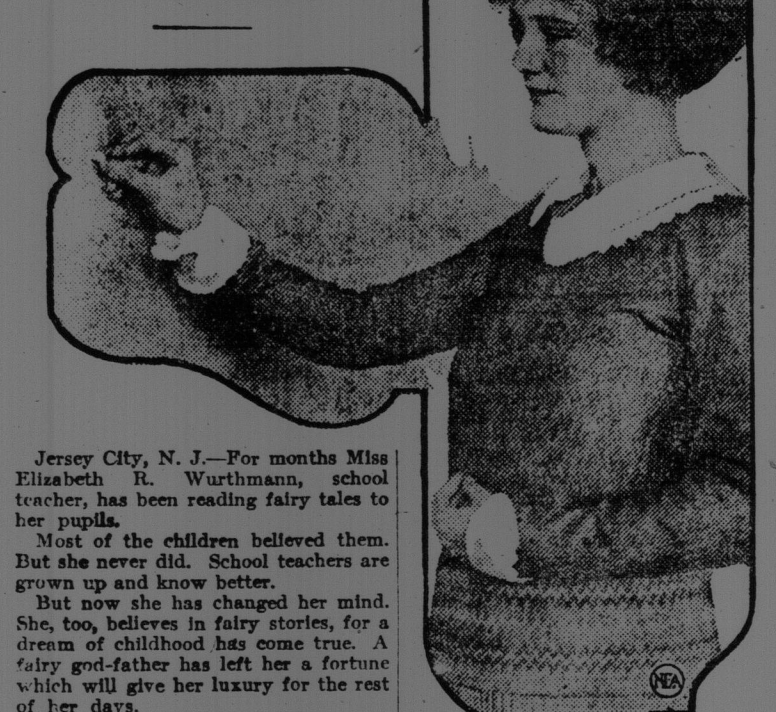 Jersey City, N. J.—For months Miss
Elizabeth R. Wurthmann, school
teacher, has been reading fairy tales to
her pupils.
Most of the children believed them.
But she never did. School teachers are
grown up and know better.
But now she has changed her mind.
She, too, believes in fairy stories, for a
dream of childhood has come true. A
fairy god-father has left her a fortune
which will give her luxury for the rest
of her days.
NEA